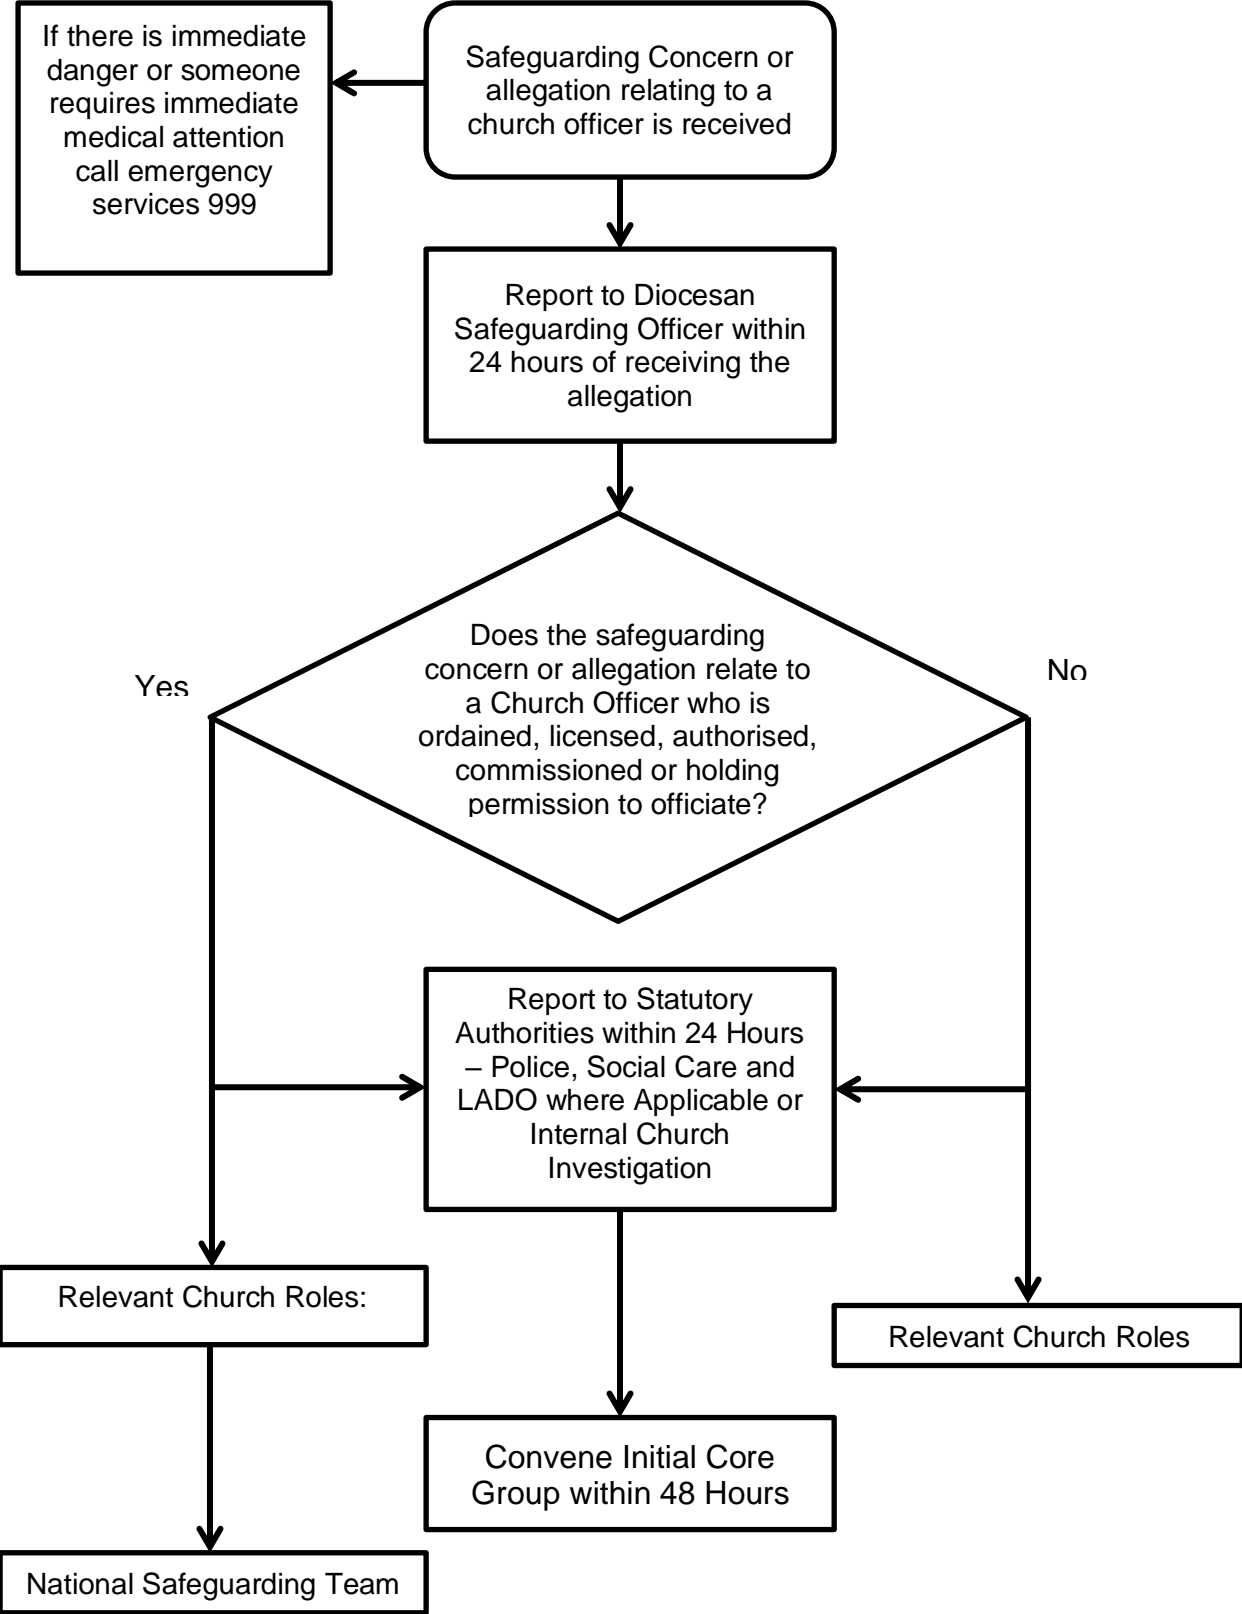 If there is immediate
danger or someone
requires immediate
medical attention
call emergency
services 999
Safeguarding Concern or
allegation relating to a
church officer is received
Report to Diocesan
Safeguarding Officer within
24 hours of receiving the
allegation
Does the safeguarding
concern or allegation relate to
a Church Officer who is
ordained, licensed, authorised,
commissioned or holding
permission to officiate?
Yes
No
Report to Statutory
Authorities within 24 Hours
– Police, Social Care and
LADO where Applicable or
Internal Church
Investigation
Relevant Church Roles:
Relevant Church Roles
Convene Initial Core
Group within 48 Hours
National Safeguarding Team